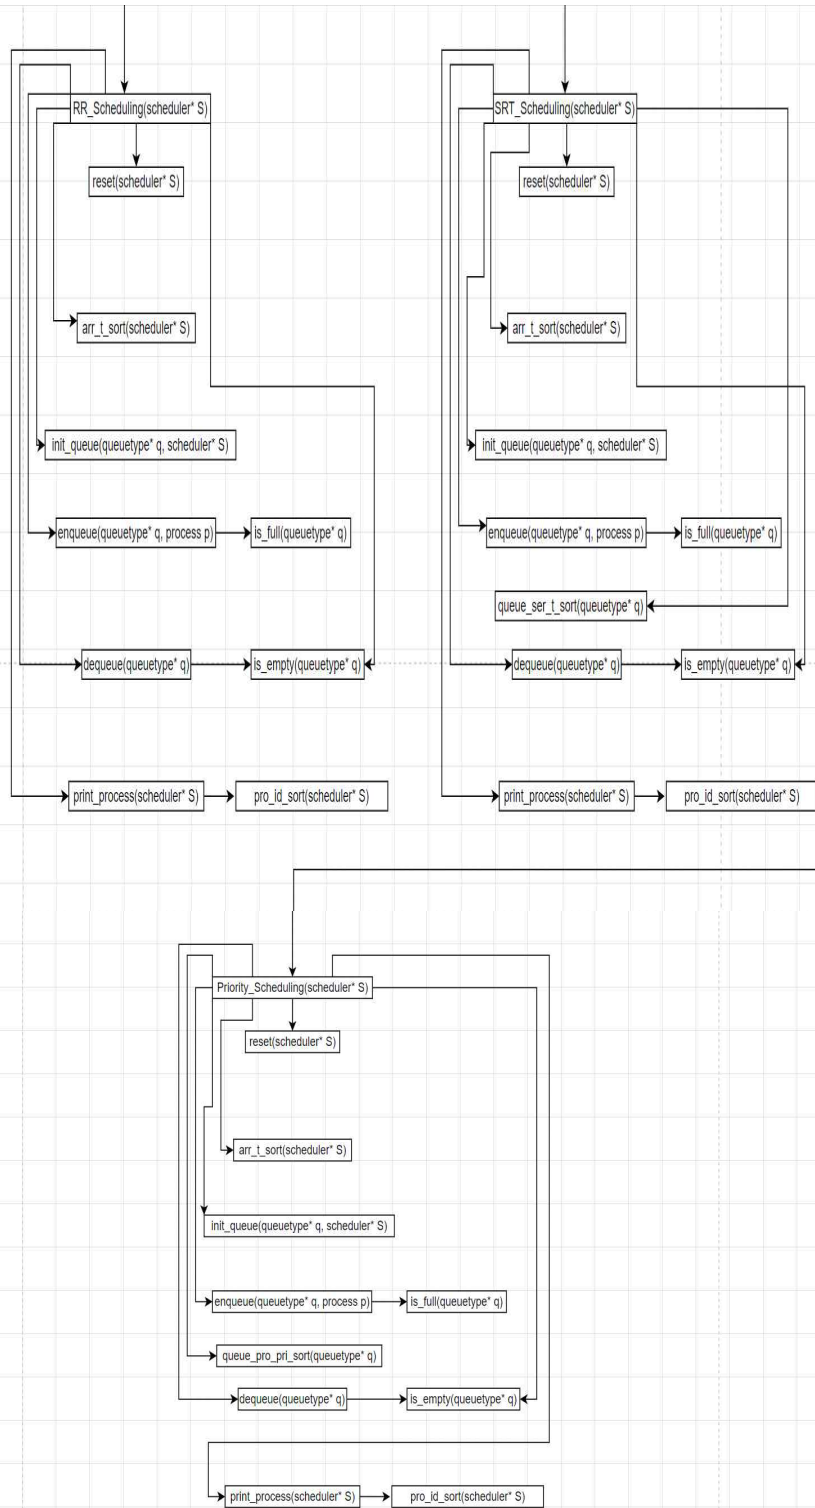 RR_Scheduling(scheduler* S)
reset(scheduler* S)
arr_t_sort(scheduler* S)
init_queue(queuetype* q, scheduler* S)
enqueue(queuetype* q, process p)
is_full(queuetype* q)
dequeue(queuetype* q)
is_empty(queuetype* q)
print_process(scheduler* S)
pro_id_sort(scheduler* S)
SRT_Scheduling(scheduler* S)
reset(scheduler* S)
arr_t_sort(scheduler* S)
init_queue(queuetype* q, scheduler* S)
enqueue(queuetype* q, process p)
is_full(queuetype* q)
queue_ser_t_sort(queuetype* q)
dequeue(queuetype* q)
is_empty(queuetype* q)
print_process(scheduler* S)
pro_id_sort(scheduler* S)
Priority_Scheduling(scheduler* S)
reset(scheduler* S)
arr_t_sort(scheduler* S)
init_queue(queuetype* q, scheduler* S)
enqueue(queuetype* q, process p)
is_full(queuetype* q)
queue_pro_pri_sort(queuetype* q)
dequeue(queuetype* q)
is_empty(queuetype* q)
print_process(scheduler* S)
pro_id_sort(scheduler* S)